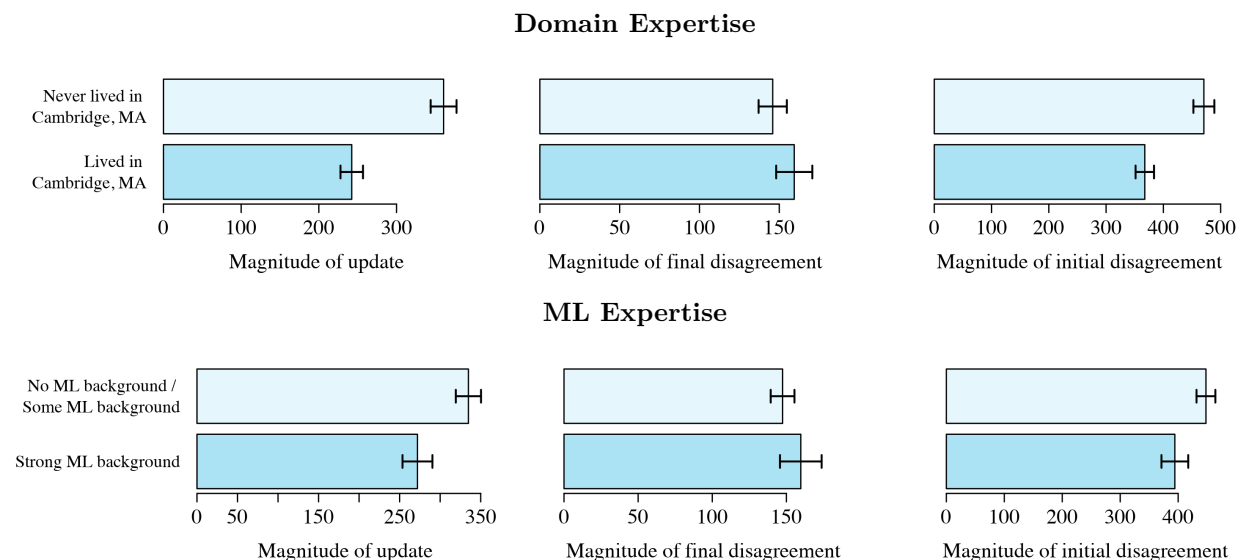 Domain Expertise
Never lived in
Cambridge, MA
Lived in
Cambridge, MA
0 100 200 300
Magnitude of update
0 50 100 150
Magnitude of final disagreement
0 100 200 300 400 500
Magnitude of initial disagreement
ML Expertise
No ML background /
Some ML background
Strong ML background
0 50 150 250 350
Magnitude of update
0 50 100 150
Magnitude of final disagreement
0 100 200 300 400
Magnitude of initial disagreement